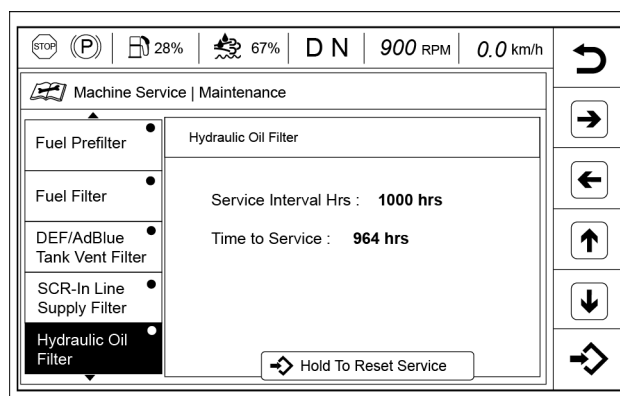 STOP (P) 28% 67% D N 900 RPM 0.0 km/h
Machine Service | Maintenance
Fuel Prefilter
Fuel Filter
DEF/AdBlue
Tank Vent Filter
SCR-In Line
Supply Filter
Hydraulic Oil
Filter
Hydraulic Oil Filter
Service Interval Hrs : 1000 hrs
Time to Service : 964 hrs
Hold To Reset Service